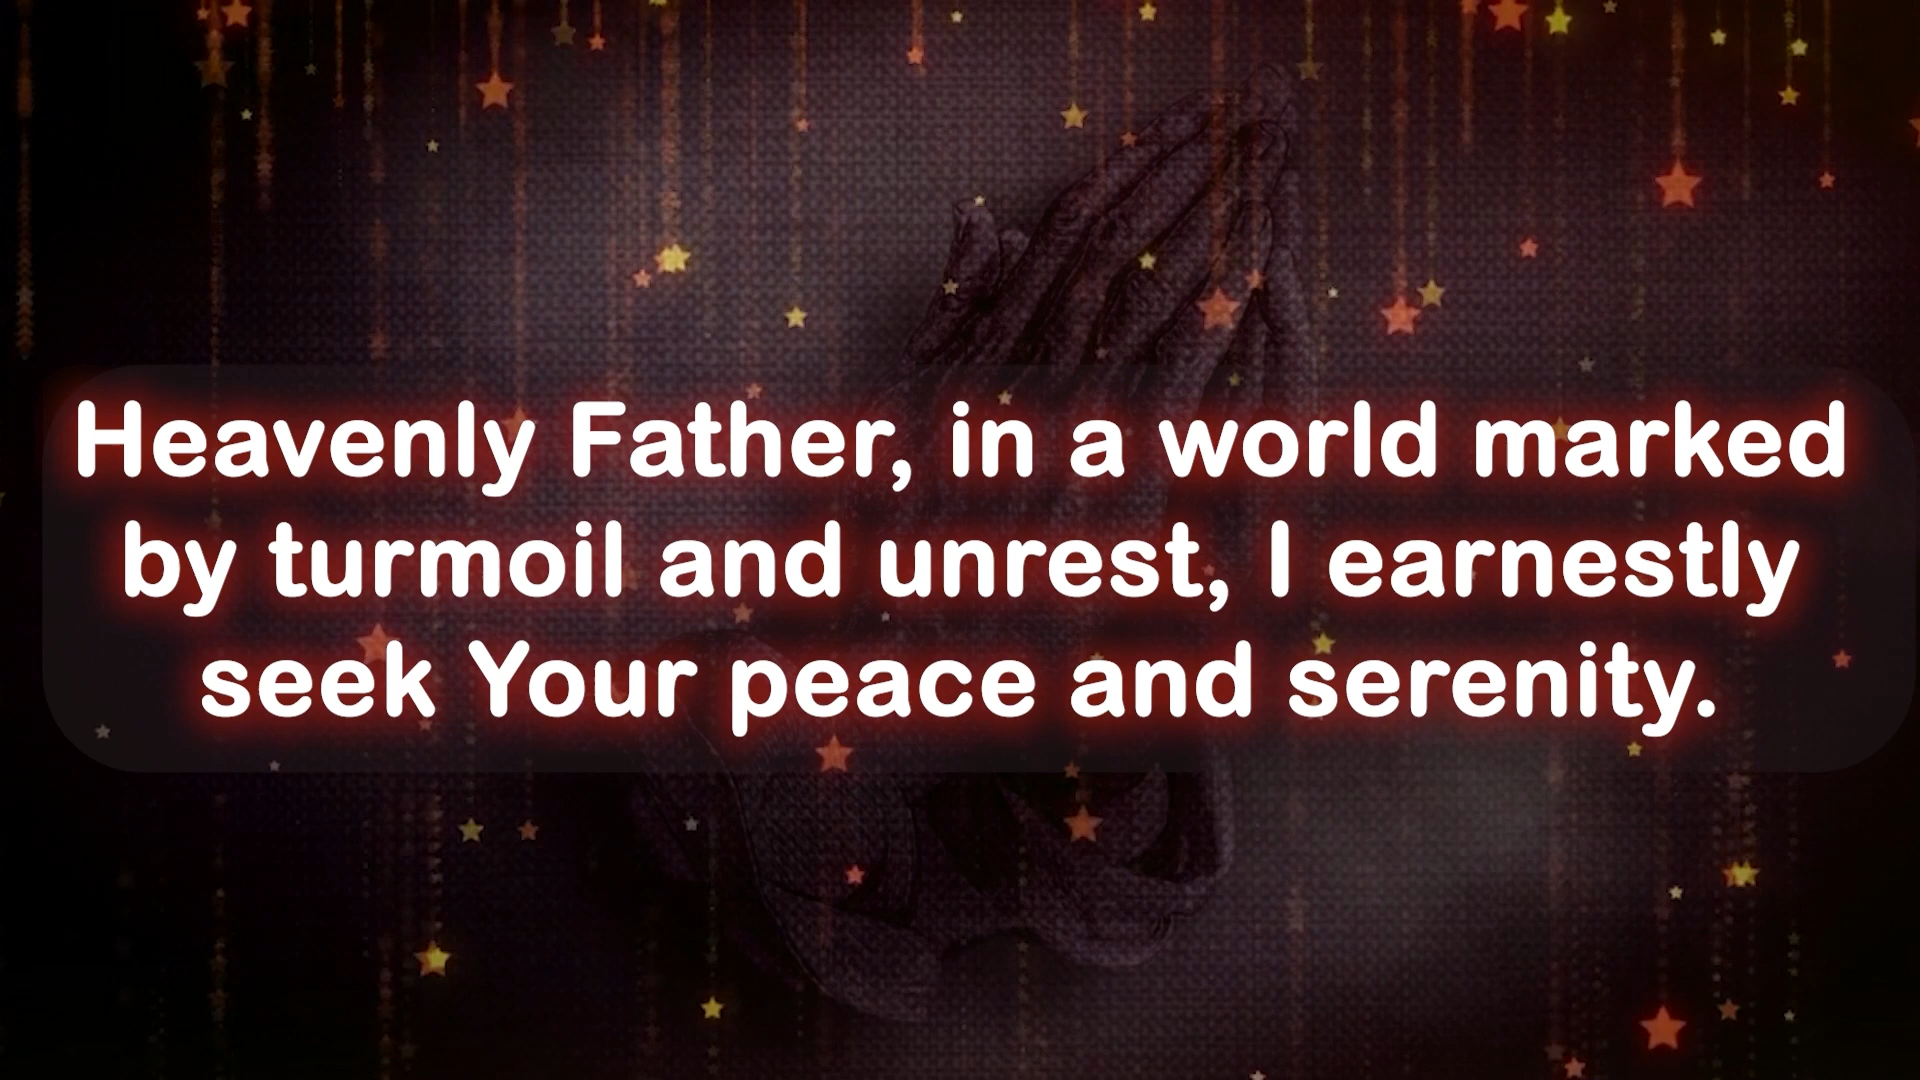 Heavenly Father, in a world marked
by turmoil and unrest, I earnestly
seek Your peace and serenity.